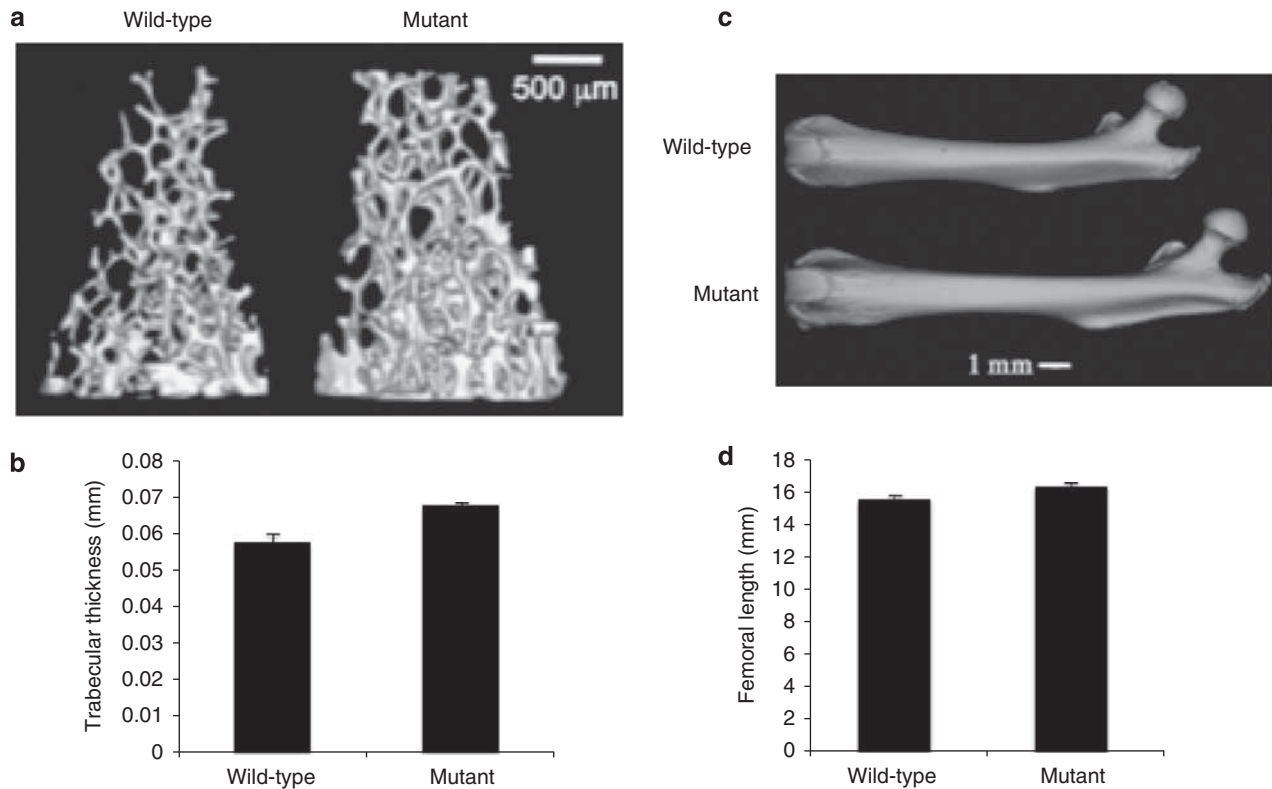 a
Wild-type Mutant
500 μm
b
Trabecular thickness (mm)
0.08
0.07
0.06
0.05
0.04
0.03
0.02
0.01
0
Wild-type Mutant
c
Wild-type
Mutant
1 mm
d
Femoral length (mm)
18
16
14
12
10
8
6
4
2
0
Wild-type Mutant